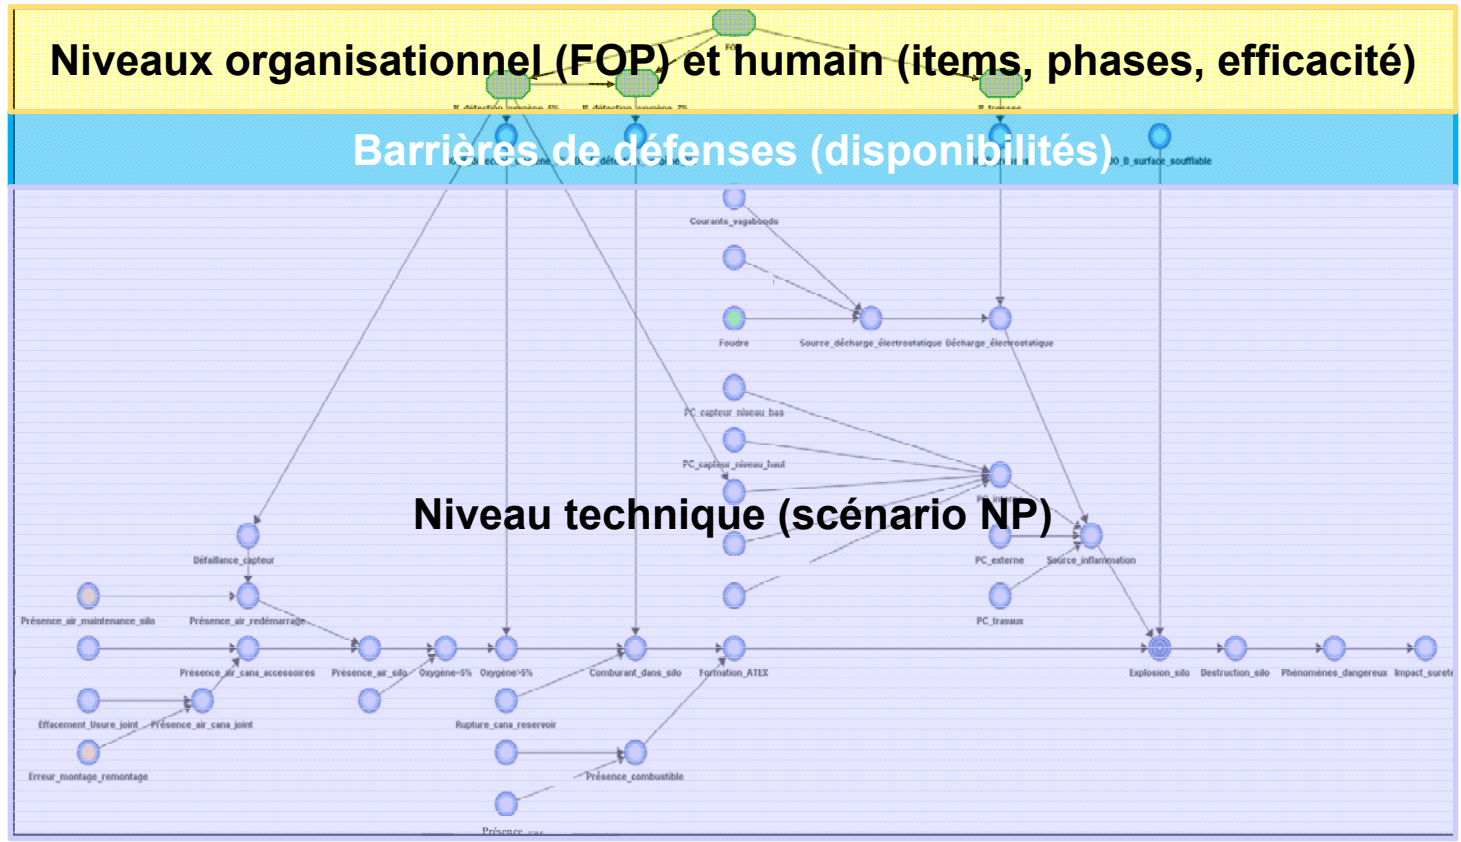 Niveaux organisationnel (FOP) et humain (items, phases, efficacité)
Barrières de défenses (disponibilités)
DO_B_surface_soufflable
Courants_vagabonds
Foudre
Source_décharge_électrostatique
Décharge_électrostatique
PC_capteur_niveau_bas
PC_capteur_niveau_haut
Niveau technique (scénario NP)
Défaillance_capteur
PC_externe
Source_inflammation
Présence_air_maintenance_silo
Présence_air_redémarrage
PC_travaux
Présence_air_cana_accessoires
Présence_air_silo
Oxygène=5%
Oxygène>5%
Comburant_dans_silo
Formation_ATEX
Explosion_silo
Destruction_silo
Phénomènes_dangereux
Impact_sureté
Effacement_Usure_joint
Présence_air_cana_joint
Rupture_cana_reservoir
Erreur_montage_remontage
Présence_combustible